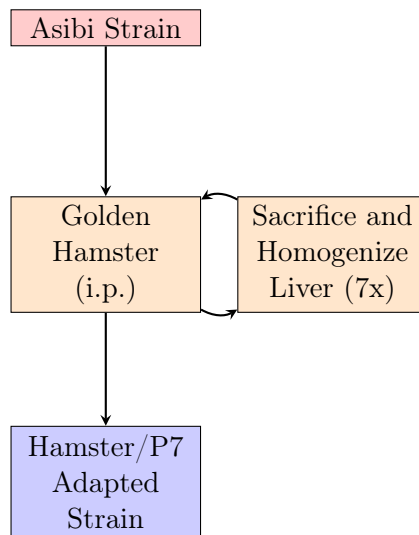 Asibi Strain
Golden
Hamster
(i.p.)
Sacrifice and
Homogenize
Liver (7x)
Hamster/P7
Adapted
Strain